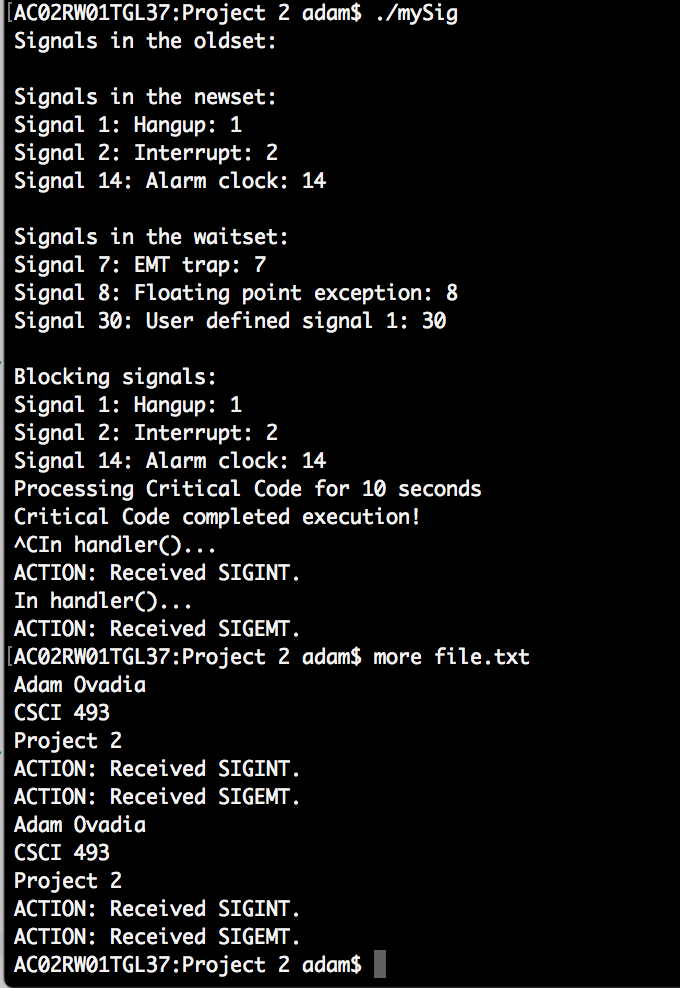 [AC02RW01TGL37:Project 2 adam$ ./mySig
Signals in the oldset:
Signals in the newset:
Signal 1: Hangup: 1
Signal 2: Interrupt: 2
Signal 14: Alarm clock: 14
Signals in the waitset:
Signal 7: EMT trap: 7
Signal 8: Floating point exception: 8
Signal 30: User defined signal 1: 30
Blocking signals:
Signal 1: Hangup: 1
Signal 2: Interrupt: 2
Signal 14: Alarm clock: 14
Processing Critical Code for 10 seconds
Critical Code completed execution!
^CIn handler()...
ACTION: Received SIGINT.
In handler()...
ACTION: Received SIGEMT.
[AC02RW01TGL37:Project 2 adam$ more file.txt
Adam Ovadia
CSCI 493
Project 2
ACTION: Received SIGINT.
ACTION: Received SIGEMT.
Adam Ovadia
CSCI 493
Project 2
ACTION: Received SIGINT.
ACTION: Received SIGEMT.
AC02RW01TGL37:Project 2 adam$